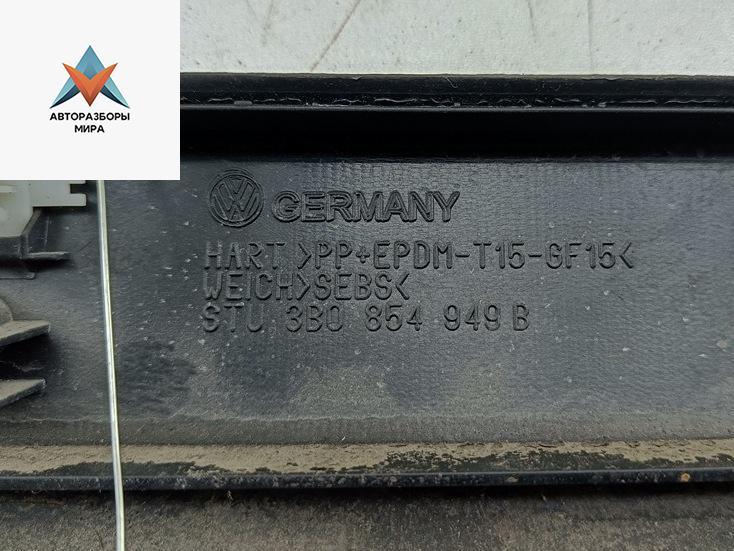 АВТОРАЗБОРЫ
МИРА
GERMANY
HART >PP+EPDM-T15-GF15<
WEICH>SEBS<
STU 3B0 854 949 B